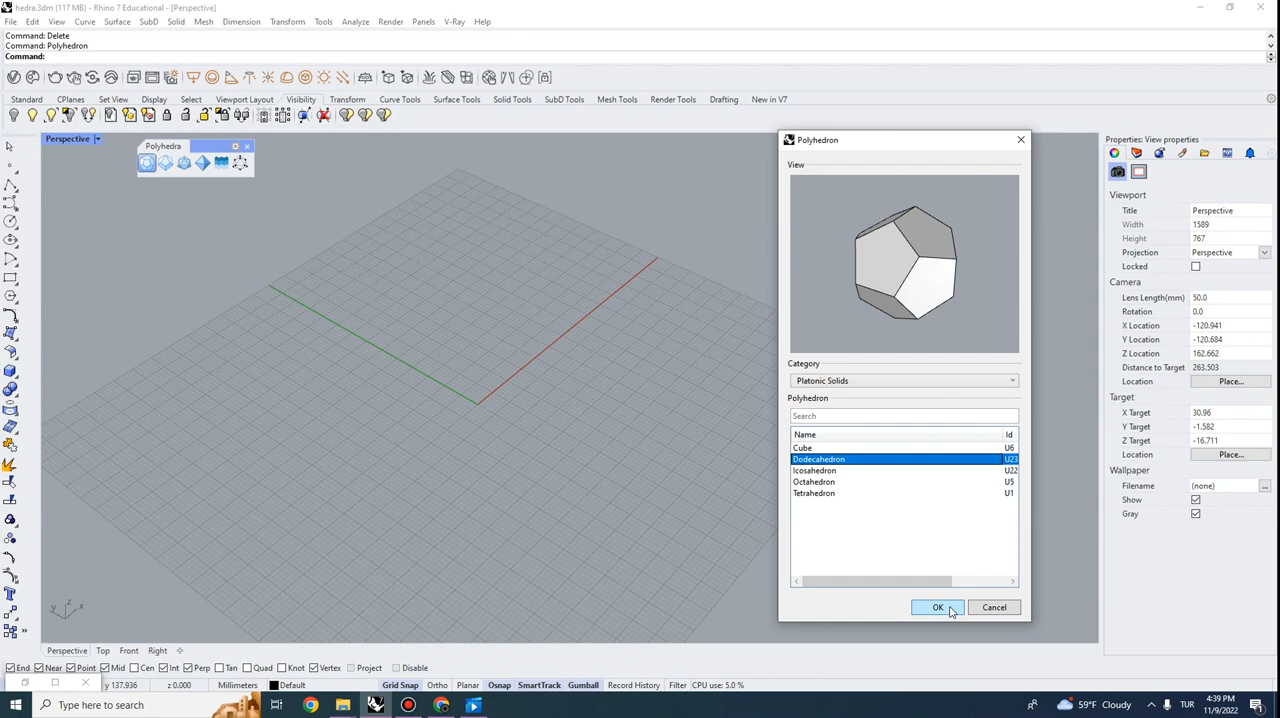 hedra.3dm (117 MB) - Rhino 7 Educational - [Perspective]
File Edit View Curve Surface SubD Solid Mesh Dimension Transform Tools Analyze Render Panels V-Ray Help
Command: Delete
Command: Polyhedron
Command:
Standard CPlanes Set View Display Select Viewport Layout Visibility Transform Curve Tools Surface Tools Solid Tools SubD Tools Mesh Tools Render Tools Drafting New in V7
Perspective
Polyhedra
Polyhedron
View
Category
Platonic Solids
Polyhedron
Search
Name Id
Cube U6
Dodecahedron U23
Icosahedron U22
Octahedron U5
Tetrahedron U1
OK Cancel
Properties: View properties
Viewport
Title Perspective
Width 1589
Height 767
Projection Perspective
Locked
Camera
Lens Length(mm) 50.0
Rotation 0.0
X Location -120.941
Y Location -120.684
Z Location 162.662
Distance to Target 263.503
Location Place...
Target
X Target 30.96
Y Target -1.582
Z Target -16.711
Location Place...
Wallpaper
Filename (none) ...
Show
Gray
z
y x
Perspective Top Front Right
End Near Point Mid Cen Int Perp Tan Quad Knot Vertex Project Disable
y 137.936 z 0.000 Millimeters Default Grid Snap Ortho Planar Osnap SmartTrack Gumball Record History Filter CPU use: 5.0 %
Type here to search
59°F Cloudy TUR 4:39 PM
11/9/2022